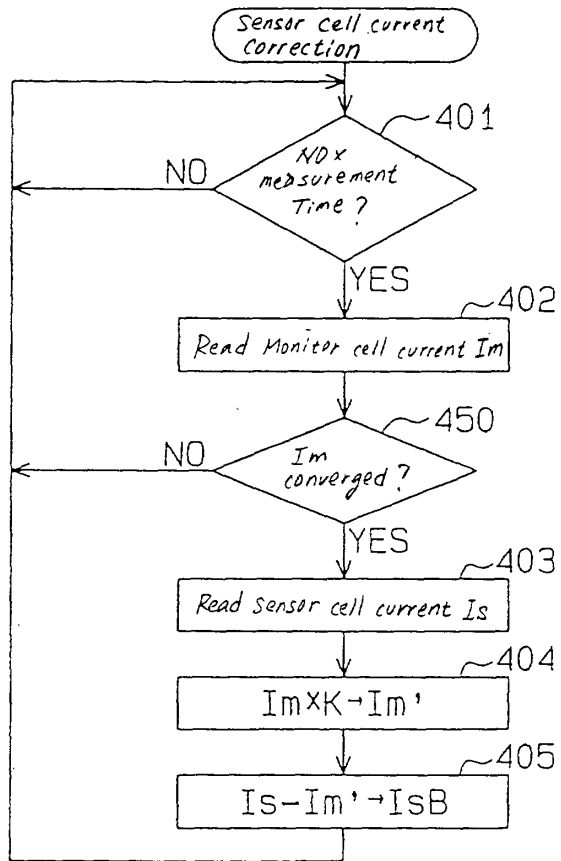 Sensor cell current
correction
401
NOx
measurement
Time?
NO
YES
402
Read Monitor cell current Im
450
Im
converged?
NO
YES
403
Read sensor cell current Is
404
Im×K→Im'
405
Is-Im'→IsB